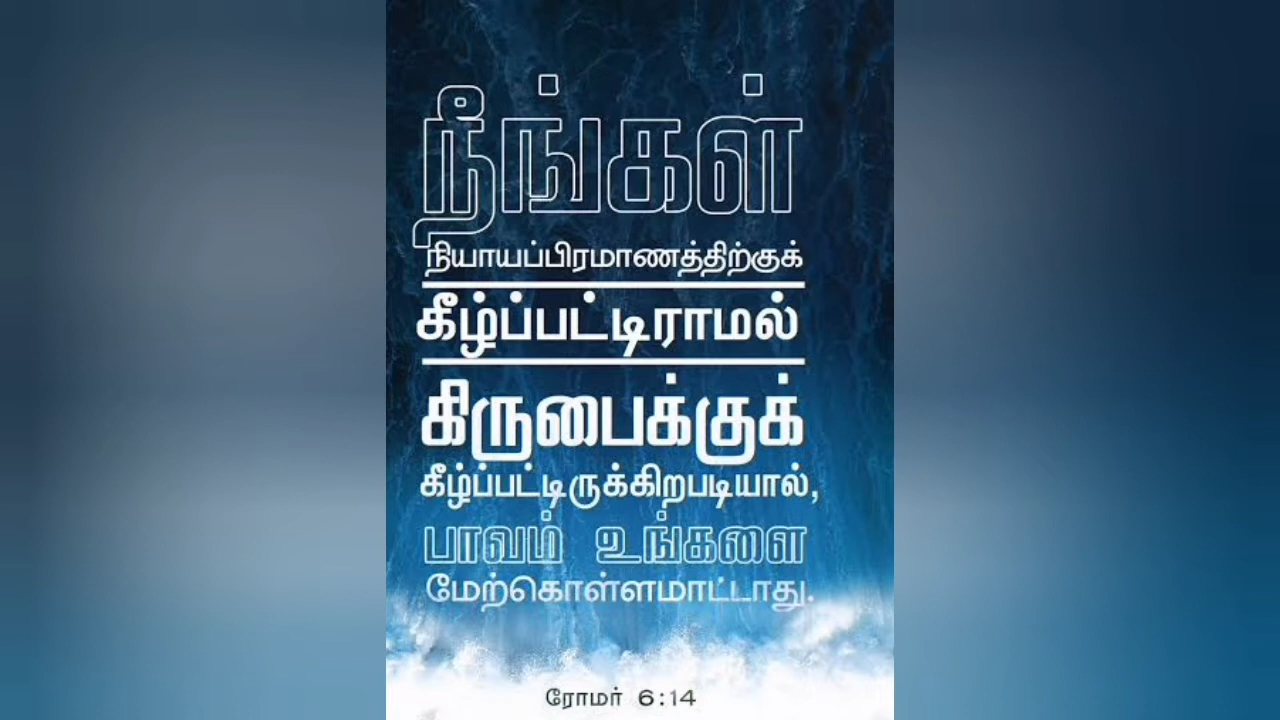 நீங்கள்
நியாயப்பிரமாணத்திற்குக்
கீழ்ப்பட்டிராமல்
கிருபைக்குக்
கீழ்ப்பட்டிருக்கிறபடியால்,
பாவம் உங்களை
மேற்கொள்ளமாட்டாது.
ரோமர் 6:14